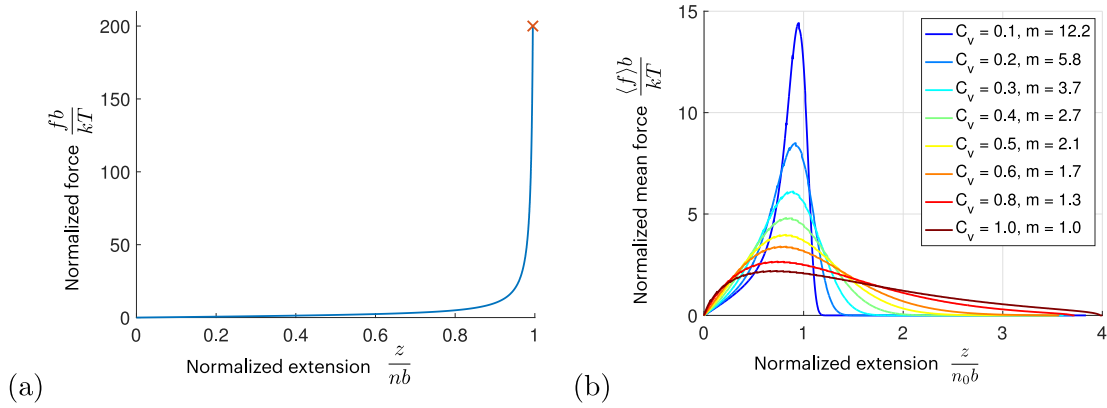 200
150
100
50
0
Normalized force fb/kT
0 0.2 0.4 0.6 0.8 1
Normalized extension z/nb
(a)
15
10
5
0
Normalized mean force ⟨f⟩b/kT
C_v = 0.1, m = 12.2
C_v = 0.2, m = 5.8
C_v = 0.3, m = 3.7
C_v = 0.4, m = 2.7
C_v = 0.5, m = 2.1
C_v = 0.6, m = 1.7
C_v = 0.8, m = 1.3
C_v = 1.0, m = 1.0
0 1 2 3 4
Normalized extension z/n₀b
(b)